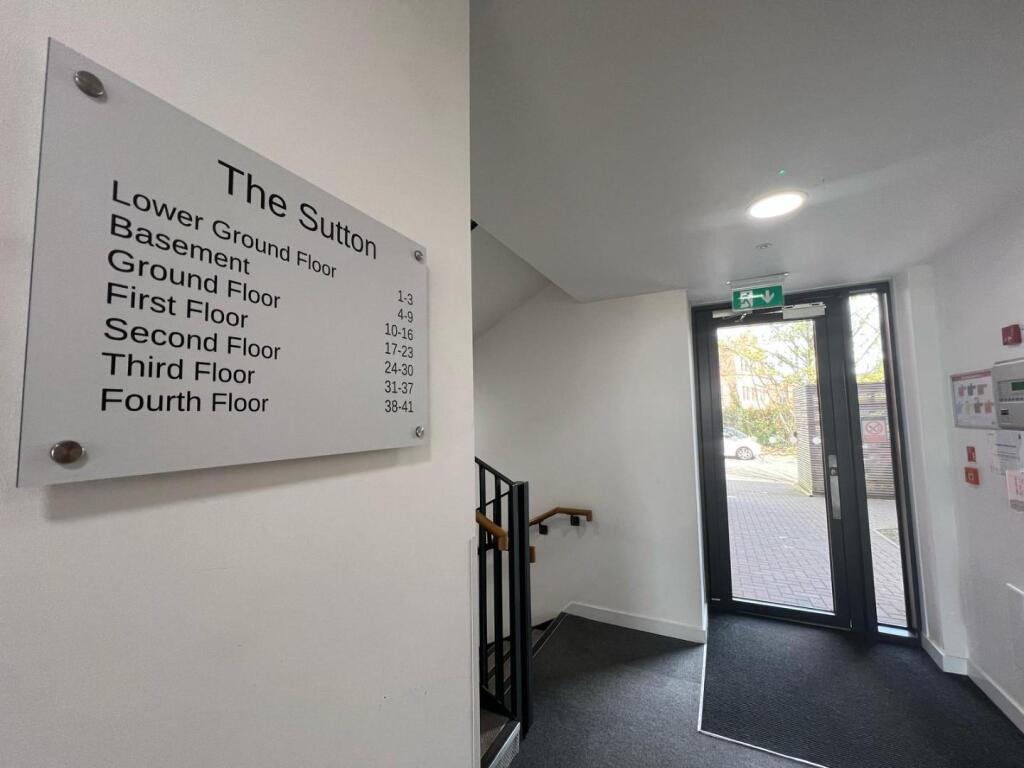 The Sutton
Lower Ground Floor 1-3
Basement 4-9
Ground Floor 10-16
First Floor 17-23
Second Floor 24-30
Third Floor 31-37
Fourth Floor 38-41